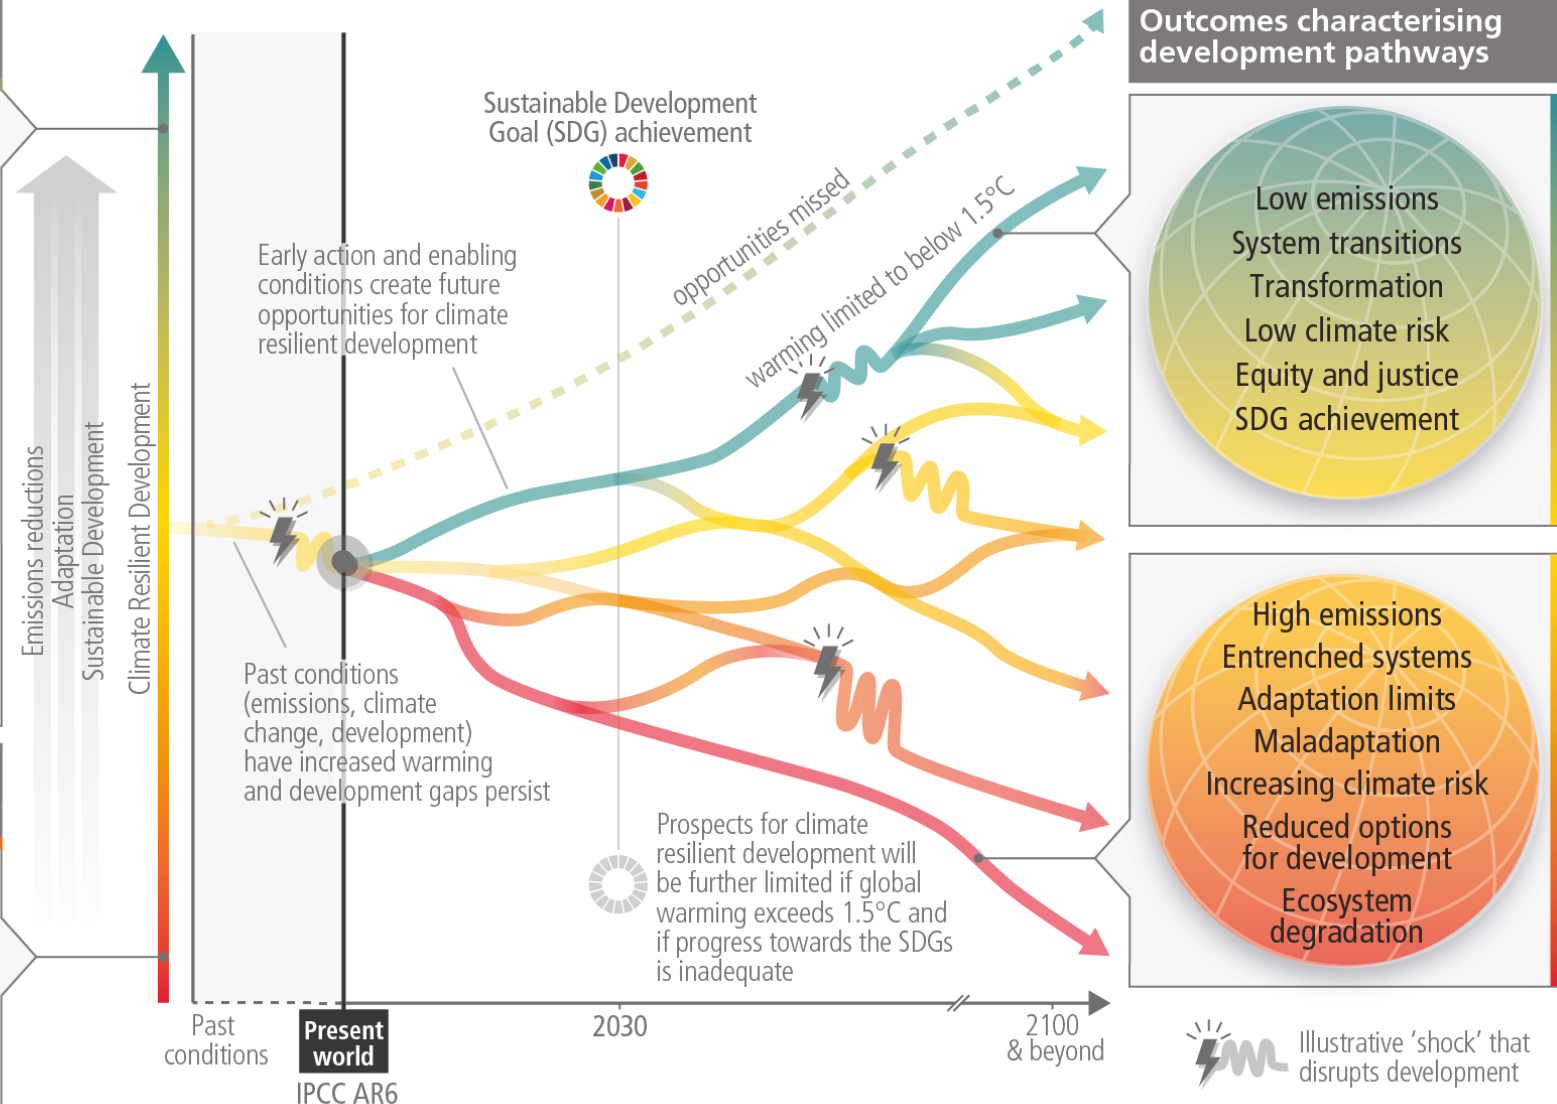 Outcomes characterising
development pathways
Sustainable Development
Goal (SDG) achievement
opportunities missed
warming limited to below 1.5°C
Early action and enabling
conditions create future
opportunities for climate
resilient development
Low emissions
System transitions
Transformation
Low climate risk
Equity and justice
SDG achievement
Emissions reductions
Adaptation
Sustainable Development
Climate Resilient Development
Past conditions
(emissions, climate
change, development)
have increased warming
and development gaps persist
High emissions
Entrenched systems
Adaptation limits
Maladaptation
Increasing climate risk
Reduced options
for development
Ecosystem
degradation
Prospects for climate
resilient development will
be further limited if global
warming exceeds 1.5°C and
if progress towards the SDGs
is inadequate
Past
conditions
Present
world
IPCC AR6
2030
2100
& beyond
Illustrative ‘shock’ that
disrupts development